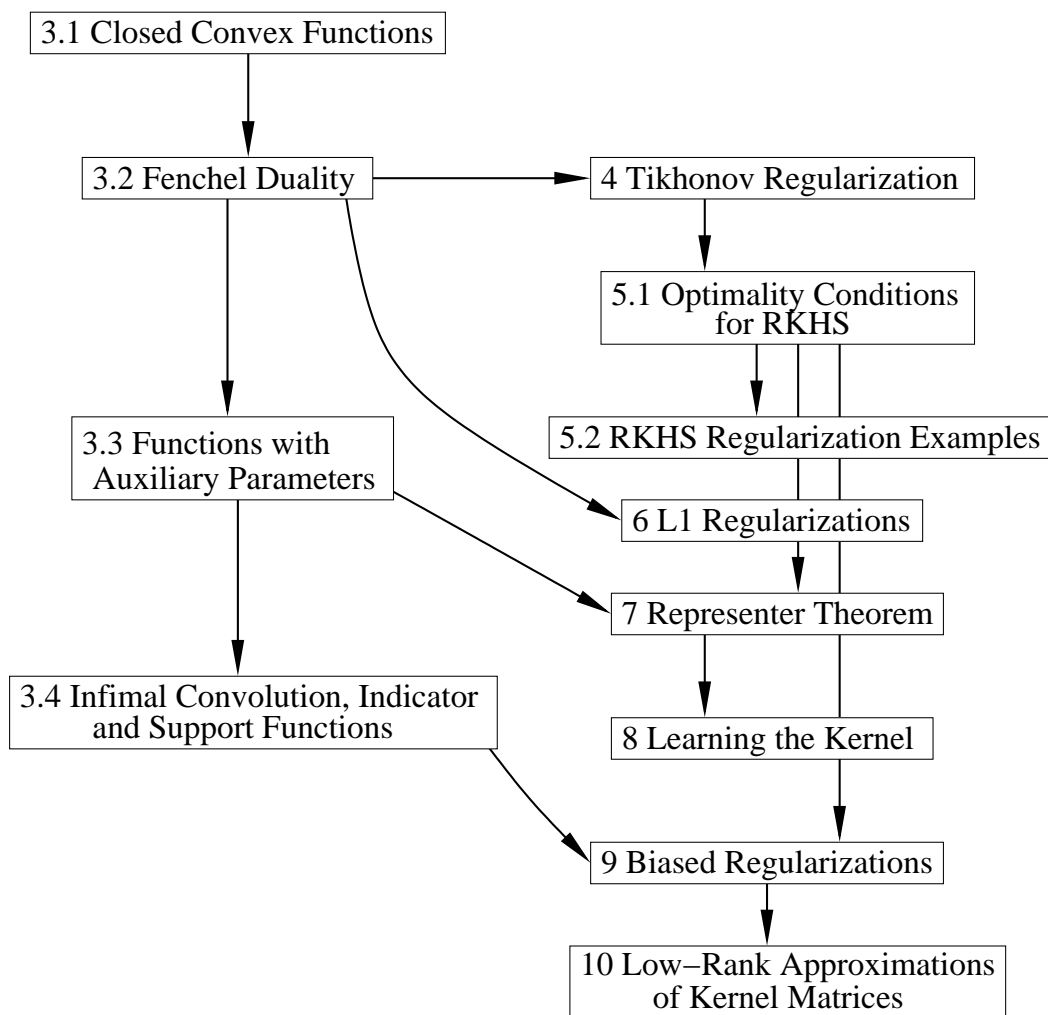 3.1 Closed Convex Functions
3.2 Fenchel Duality
4 Tikhonov Regularization
5.1 Optimality Conditions
for RKHS
3.3 Functions with
Auxiliary Parameters
5.2 RKHS Regularization Examples
6 L1 Regularizations
7 Representer Theorem
3.4 Infimal Convolution, Indicator
and Support Functions
8 Learning the Kernel
9 Biased Regularizations
10 Low−Rank Approximations
of Kernel Matrices